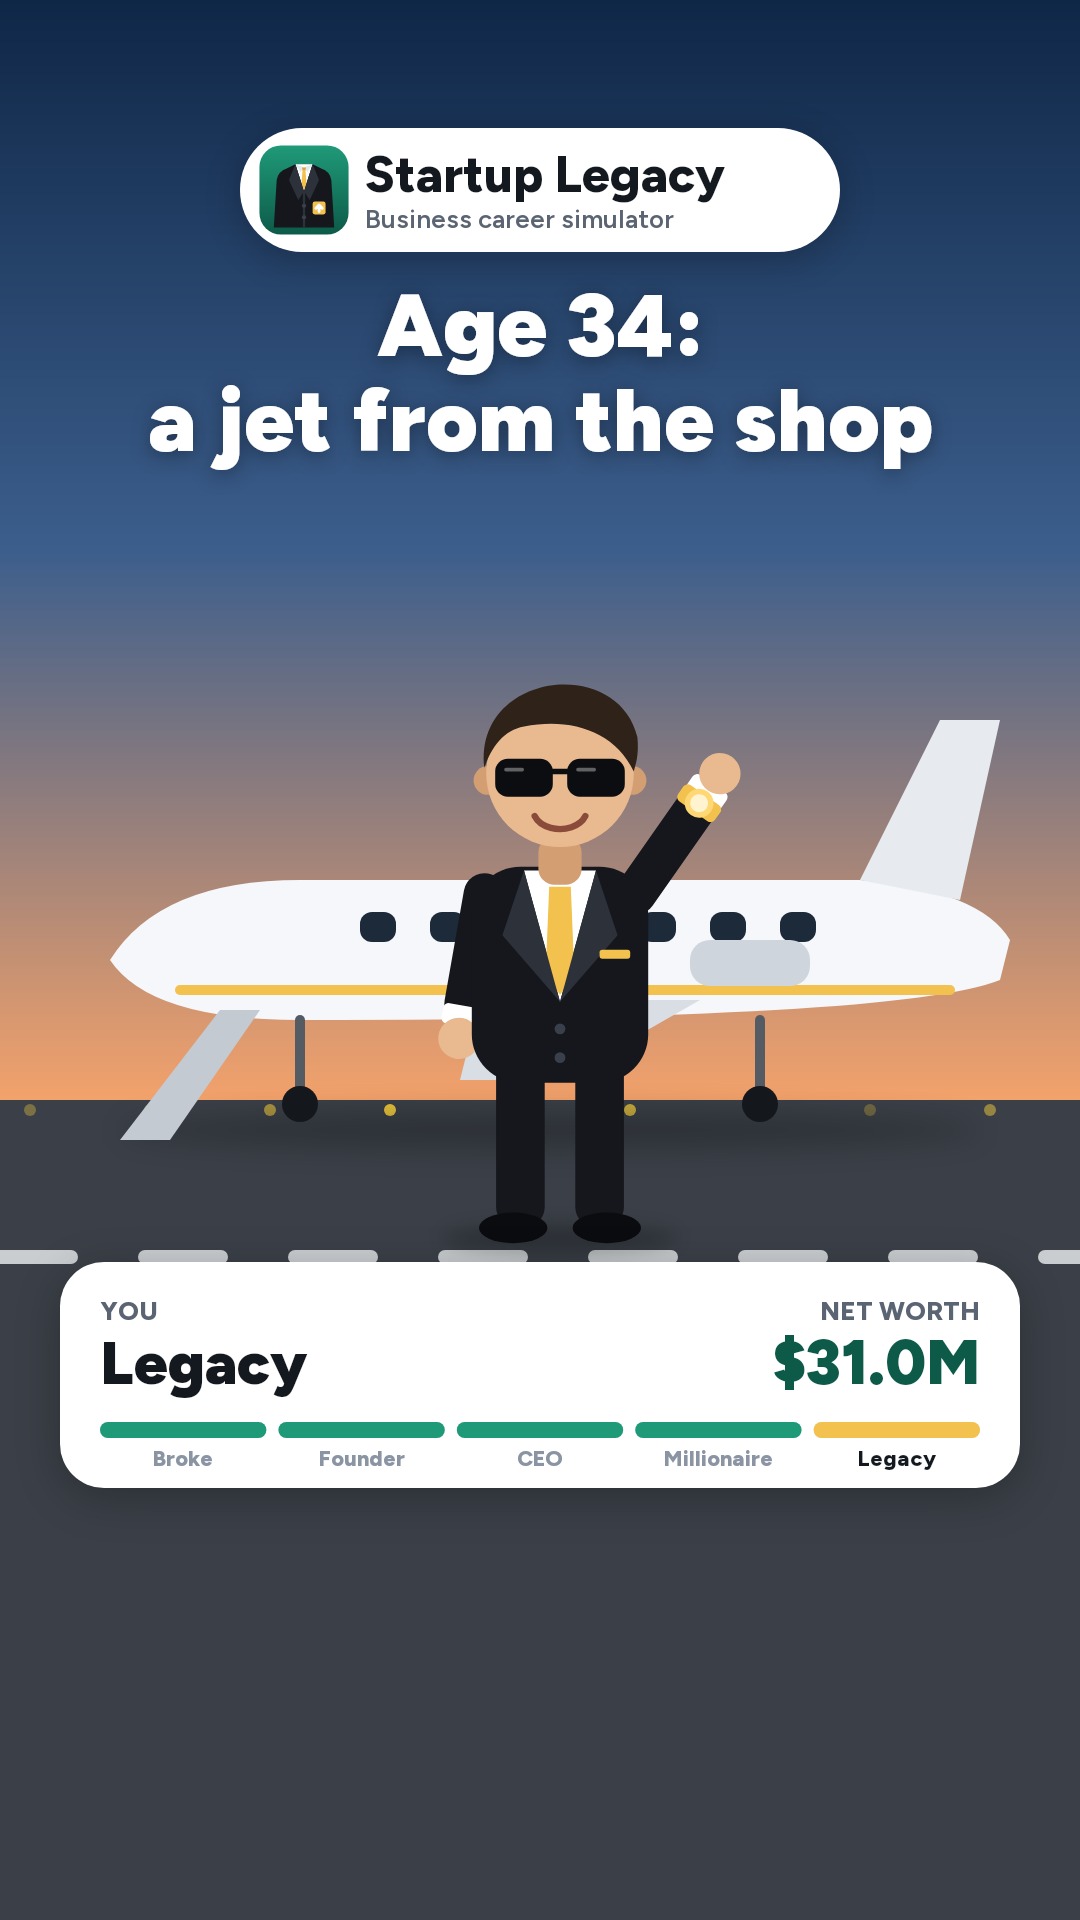 Startup Legacy
Business career simulator
Age 34:
a jet from the shop
YOU
NET WORTH
Legacy
$31.0M
Broke
Founder
CEO
Millionaire
Legacy